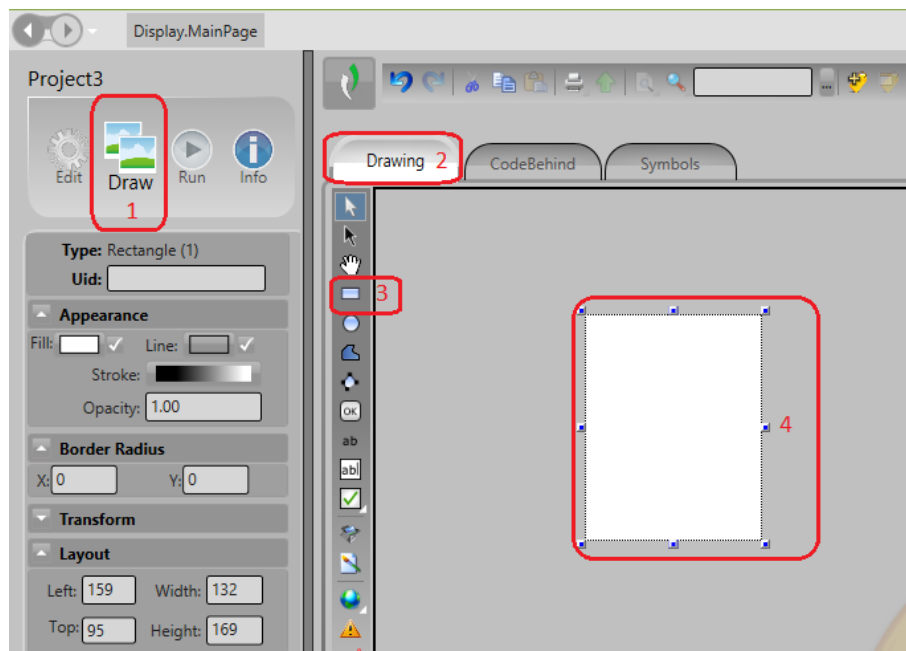 Display.MainPage
Project3
Edit
Draw
Run
Info
1
Drawing 2
CodeBehind
Symbols
...
Type: Rectangle (1)
Uid:
3
Appearance
Fill:
Line:
Stroke:
Opacity: 1.00
OK
ab
ab|
4
Border Radius
X: 0
Y: 0
Transform
Layout
Left: 159
Width: 132
Top: 95
Height: 169